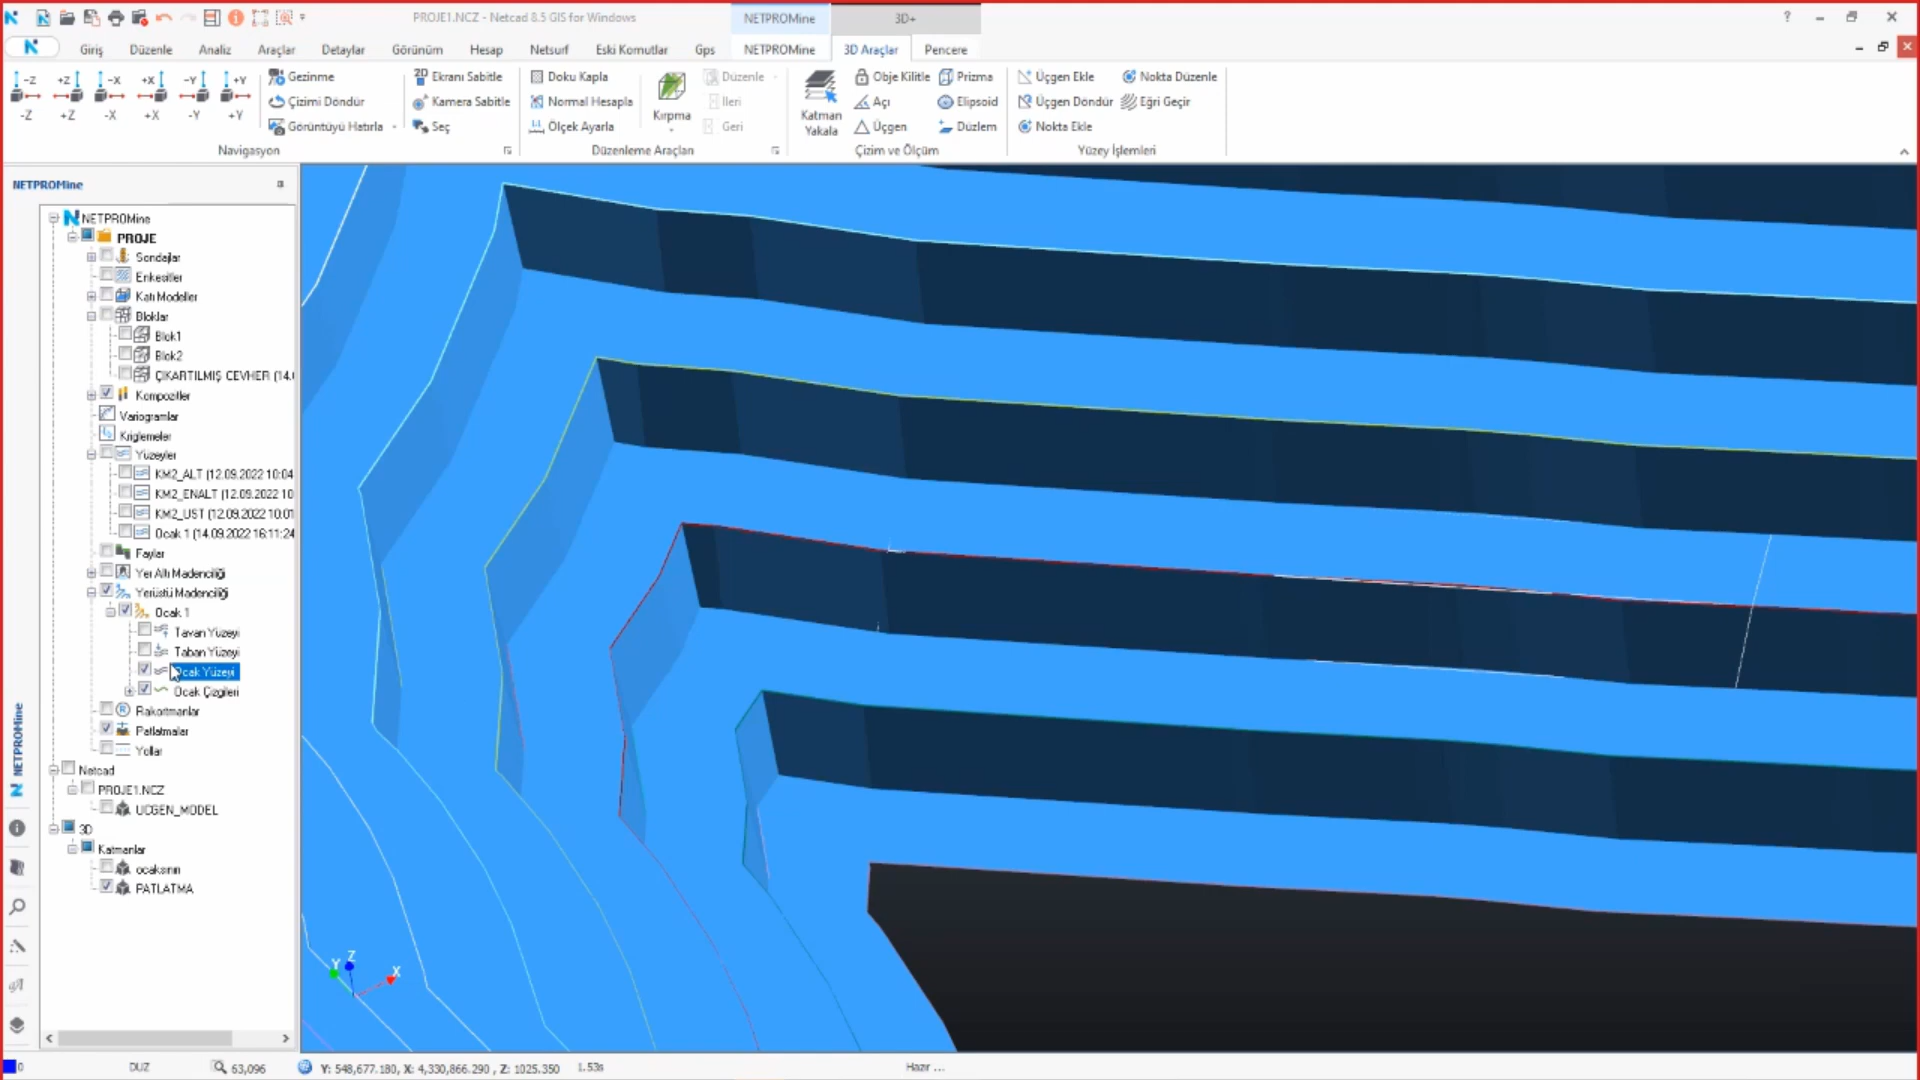 PROJE1.NCZ - Netcad 8.5 GIS for Windows
NETPROMine
3D+
Giriş Düzenle Analiz Araçlar Detaylar Görünüm Hesap Netsurf Eski Komutlar Gps NETPROMine 3D Araçlar Pencere
-Z +Z -X +X -Y +Y
-Z +Z -X +X -Y +Y
Gezinme
Çizimi Döndür
Görüntüyü Hatırla
Navigasyon
2D Ekranı Sabitle
Kamera Sabitle
Seç
Doku Kapla
Normal Hesapla
Ölçek Ayarla
Kırpma
Düzenle
İleri
Geri
Düzenleme Araçları
Katman Yakala
Obje Kilitle
Açı
Üçgen
Prizma
Elipsoid
Düzlem
Çizim ve Ölçüm
Üçgen Ekle
Üçgen Döndür
Nokta Ekle
Nokta Düzenle
Eğri Geçir
Yüzey İşlemleri
NETPROMine
NETPROMine
PROJE
Sondajlar
Enkesitler
Katı Modeller
Bloklar
Blok1
Blok2
ÇIKARTILMIŞ CEVHER (14.
Kompozitler
Variogramlar
Kriglemeler
Yüzeyler
KM2_ALT (12.09.2022 10:04
KM2_ENALT (12.09.2022 10
KM2_UST (12.09.2022 10:01
Ocak 1 (14.09.2022 16:11:24
Faylar
Yer Altı Madenciliği
Yerüstü Madenciliği
Ocak 1
Tavan Yüzeyi
Taban Yüzeyi
Ocak Yüzeyi
Ocak Çizgileri
Rakortmanlar
Patlatmalar
Yollar
Netcad
PROJE1.NCZ
UCGEN_MODEL
3D
Katmanlar
ocaksınırı
PATLATMA
NETPROMine
Z
Y
X
0
DUZ
63,096
Y: 548,677.180, X: 4,330,866.290 , Z: 1025.350
1.53s
Hazır ...